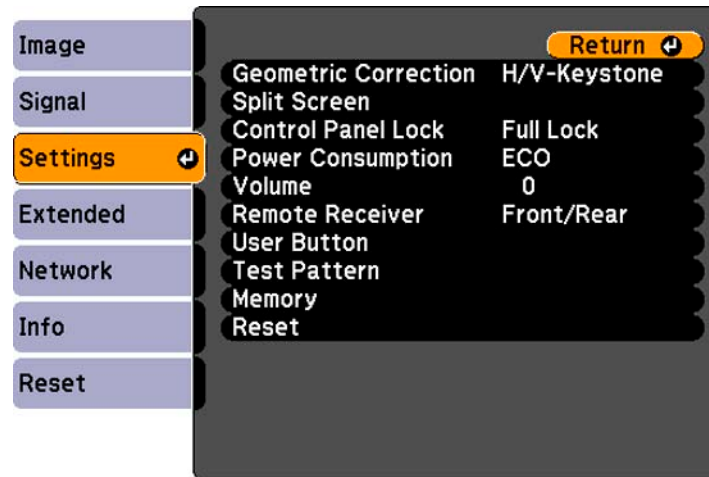 Image
Signal
Settings
Extended
Network
Info
Reset
Return
Geometric Correction H/V-Keystone
Split Screen
Control Panel Lock Full Lock
Power Consumption ECO
Volume 0
Remote Receiver Front/Rear
User Button
Test Pattern
Memory
Reset